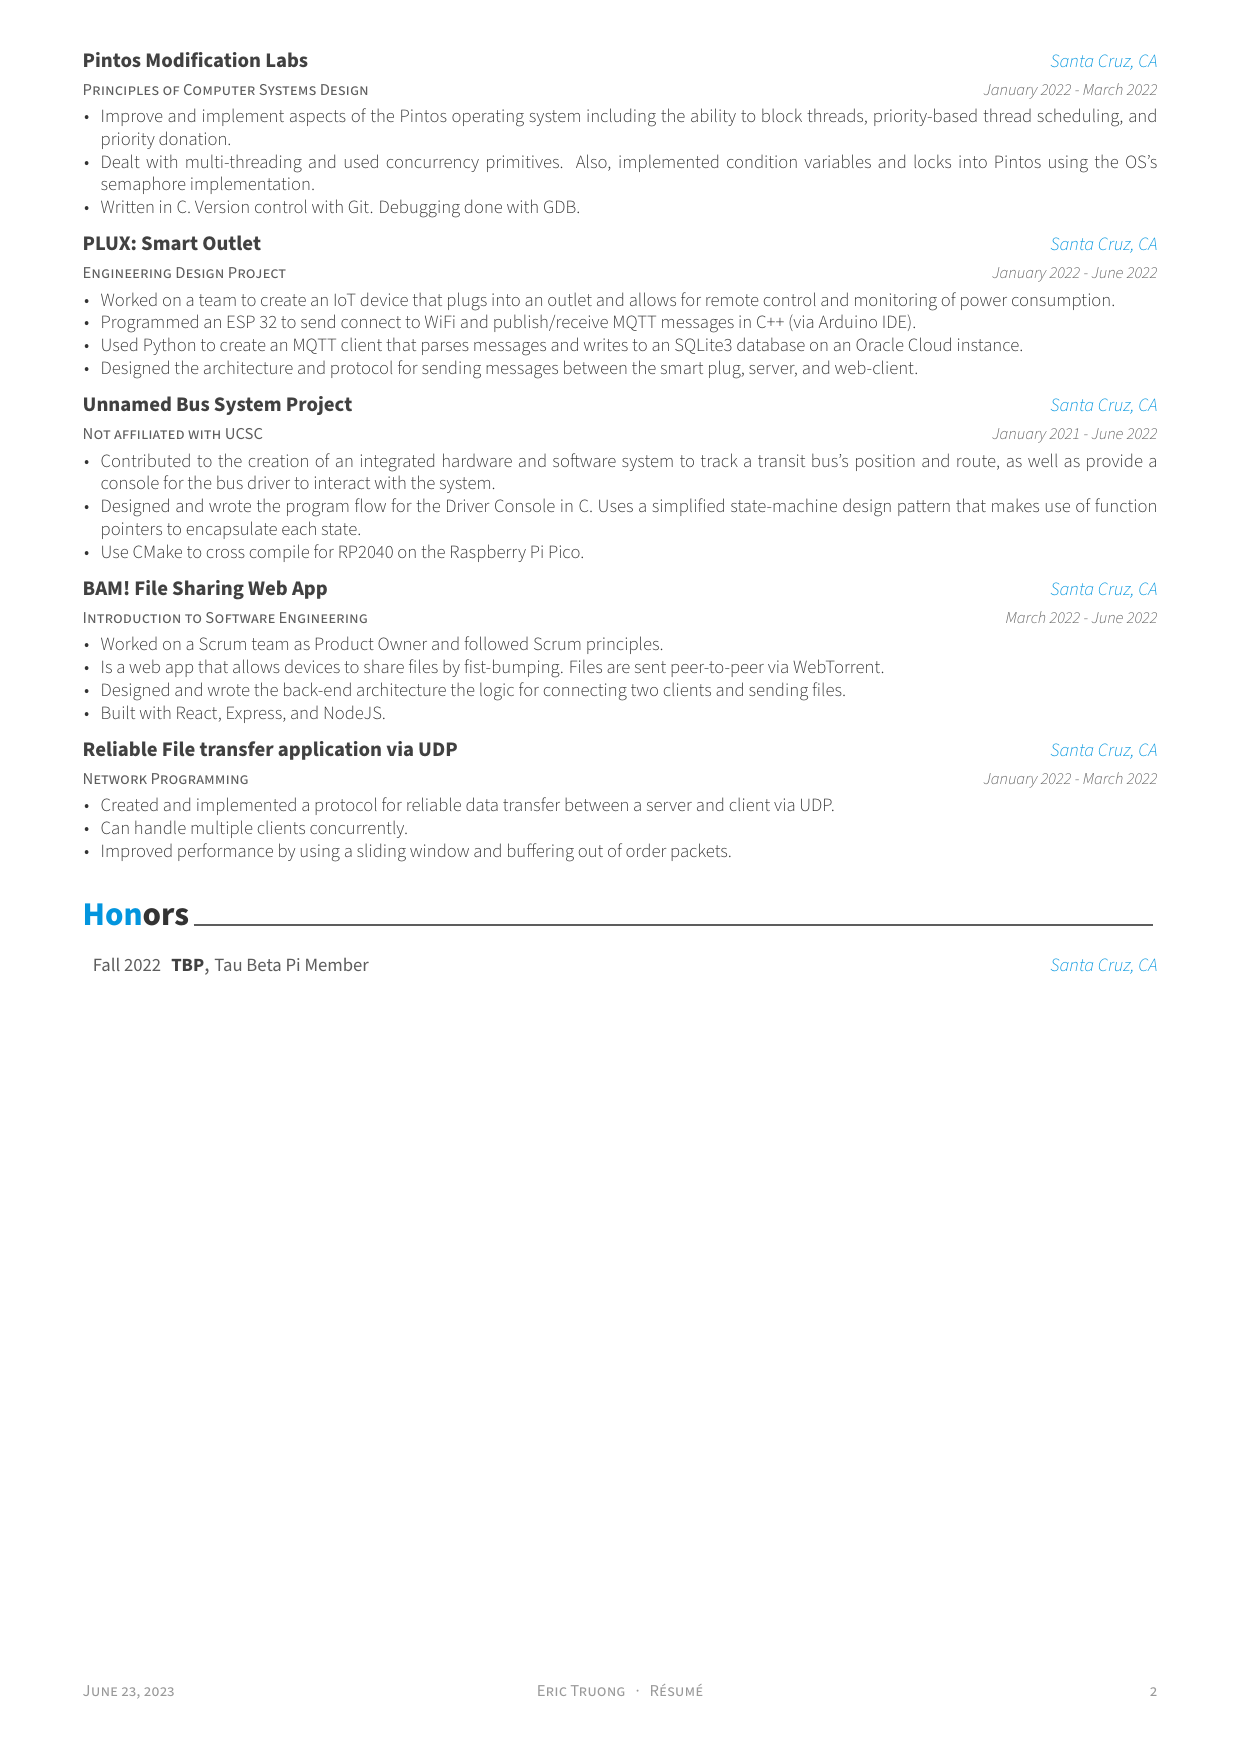 Pintos Modification Labs Santa Cruz, CA
Principles of Computer Systems Design January 2022 - March 2022
• Improve and implement aspects of the Pintos operating system including the ability to block threads, priority-based thread scheduling, and
priority donation.
• Dealt with multi-threading and used concurrency primitives. Also, implemented condition variables and locks into Pintos using the OS’s
semaphore implementation.
• Written in C. Version control with Git. Debugging done with GDB.
PLUX: Smart Outlet Santa Cruz, CA
Engineering Design Project January 2022 - June 2022
• Worked on a team to create an IoT device that plugs into an outlet and allows for remote control and monitoring of power consumption.
• Programmed an ESP 32 to send connect to WiFi and publish/receive MQTT messages in C++ (via Arduino IDE).
• Used Python to create an MQTT client that parses messages and writes to an SQLite3 database on an Oracle Cloud instance.
• Designed the architecture and protocol for sending messages between the smart plug, server, and web-client.
Unnamed Bus System Project Santa Cruz, CA
Not affiliated with UCSC January 2021 - June 2022
• Contributed to the creation of an integrated hardware and software system to track a transit bus’s position and route, as well as provide a
console for the bus driver to interact with the system.
• Designed and wrote the program flow for the Driver Console in C. Uses a simplified state-machine design pattern that makes use of function
pointers to encapsulate each state.
• Use CMake to cross compile for RP2040 on the Raspberry Pi Pico.
BAM! File Sharing Web App Santa Cruz, CA
Introduction to Software Engineering March 2022 - June 2022
• Worked on a Scrum team as Product Owner and followed Scrum principles.
• Is a web app that allows devices to share files by fist-bumping. Files are sent peer-to-peer via WebTorrent.
• Designed and wrote the back-end architecture the logic for connecting two clients and sending files.
• Built with React, Express, and NodeJS.
Reliable File transfer application via UDP Santa Cruz, CA
Network Programming January 2022 - March 2022
• Created and implemented a protocol for reliable data transfer between a server and client via UDP.
• Can handle multiple clients concurrently.
• Improved performance by using a sliding window and buffering out of order packets.
Honors
Fall 2022 TBP, Tau Beta Pi Member Santa Cruz, CA
June 23, 2023 Eric Truong · Résumé 2